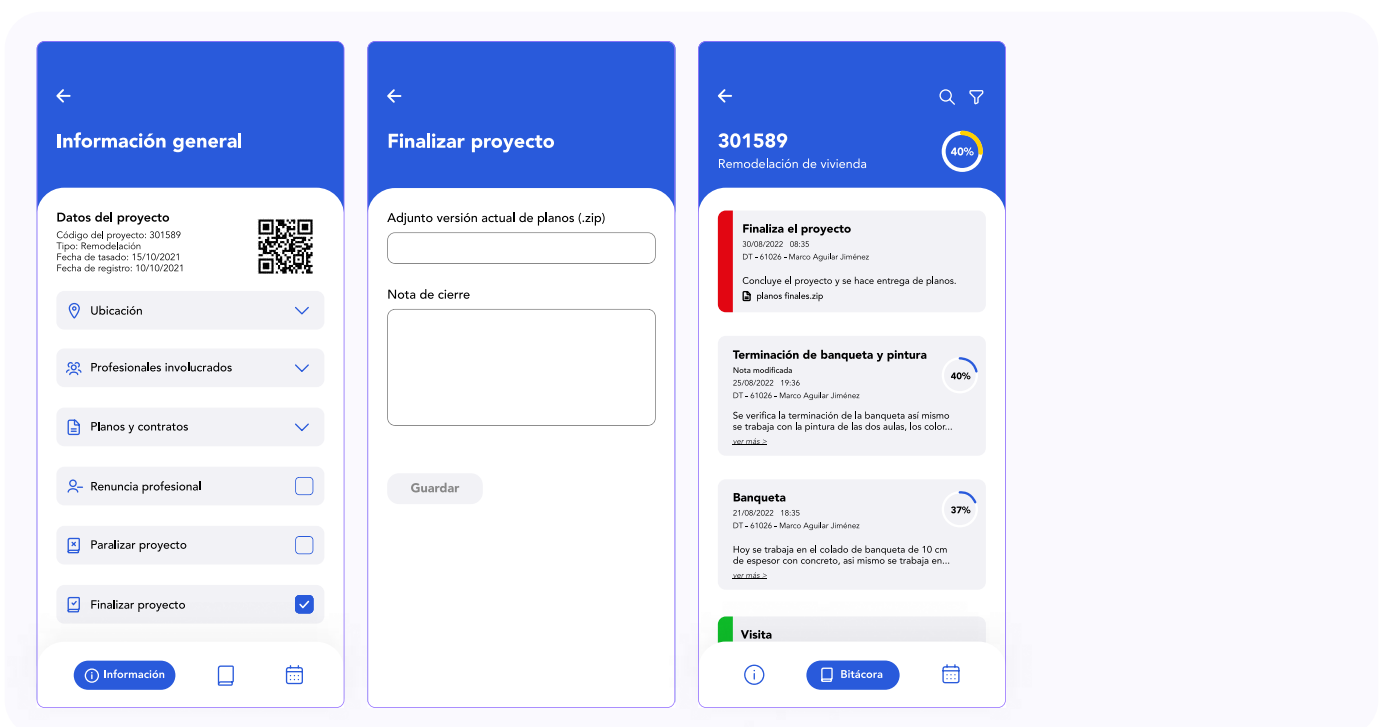 Información general
Datos del proyecto
Código del proyecto: 301589
Tipo: Remodelación
Fecha de tasado: 15/10/2021
Fecha de registro: 10/10/2021
Ubicación
Profesionales involucrados
Planos y contratos
Renuncia profesional
Paralizar proyecto
Finalizar proyecto
Información
Finalizar proyecto
Adjunto versión actual de planos (.zip)
Nota de cierre
Guardar
301589
Remodelación de vivienda
40%
Finaliza el proyecto
30/08/2022 08:35
DT - 61026 - Marco Aguilar Jiménez
Concluye el proyecto y se hace entrega de planos.
planos finales.zip
Terminación de banqueta y pintura
Nota modificada
25/08/2022 19:36
DT - 61026 - Marco Aguilar Jiménez
40%
Se verifica la terminación de la banqueta así mismo
se trabaja con la pintura de las dos aulas, los color...
ver más >
Banqueta
21/08/2022 18:35
DT - 61026 - Marco Aguilar Jiménez
37%
Hoy se trabaja en el colado de banqueta de 10 cm
de espesor con concreto, asi mismo se trabaja en...
ver más >
Visita
Bitácora